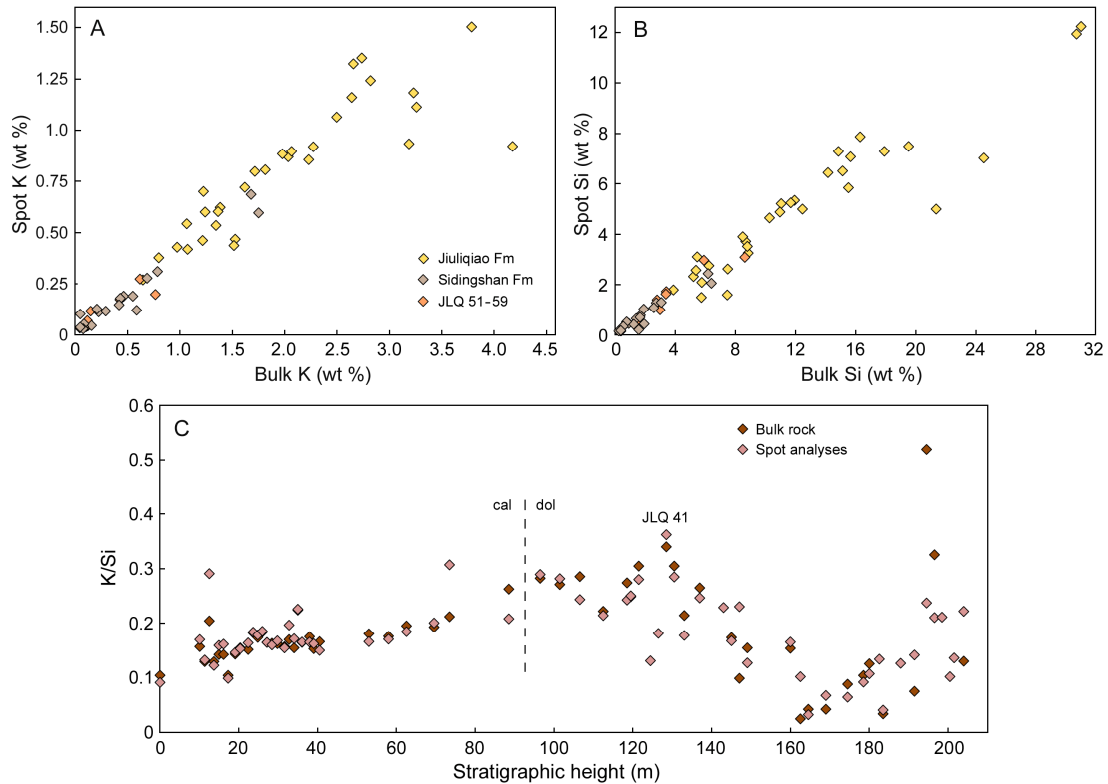 A
1.50
1.25
1.0
0.75
0.50
0.25
0
Spot K (wt %)
0 0.5 1.0 1.5 2.0 2.5 3.0 3.5 4.0 4.5
Bulk K (wt %)
Jiuliqiao Fm
Sidingshan Fm
JLQ 51-59
B
12
10
8
6
4
2
0
Spot Si (wt %)
0 4 8 12 16 20 24 28 32
Bulk Si (wt %)
C
0.6
0.5
0.4
0.3
0.2
0.1
0
K/Si
Bulk rock
Spot analyses
cal dol
JLQ 41
0 20 40 60 80 100 120 140 160 180 200
Stratigraphic height (m)